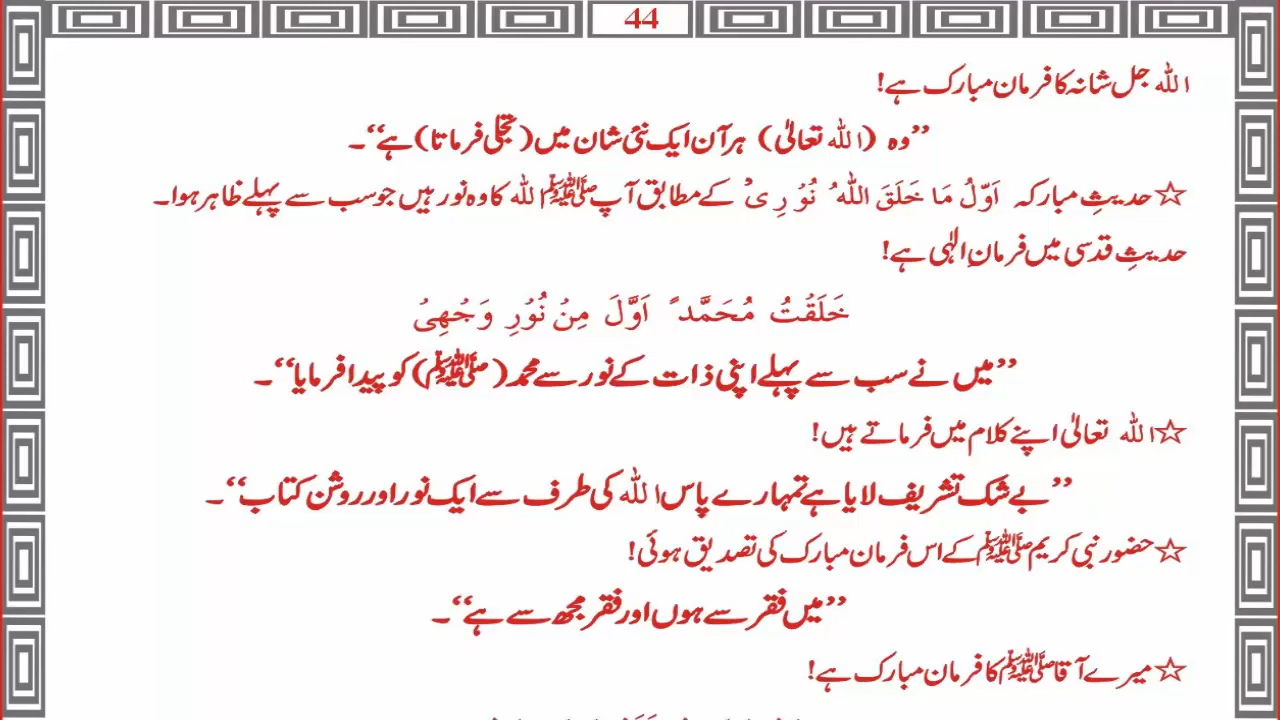 44
اللہ جل شانہ کا فرمان مبارک ہے!
”وہ (اللہ تعالیٰ) ہر آن ایک نئی شان میں (تجلی فرماتا) ہے“۔
☆حدیثِ مبارکہ اَوّلُ مَا خَلَقَ اللہُ نُوْرِیْ کے مطابق آپ ﷺ اللہ کا وہ نور ہیں جو سب سے پہلے ظاہر ہوا۔
حدیثِ قدسی میں فرمانِ الٰہی ہے!
خَلَقْتُ مُحَمَّدً اَوَّلَ مِنْ نُوْرِ وَجْھِیْ
”میں نے سب سے پہلے اپنی ذات کے نور سے محمد (ﷺ) کو پیدا فرمایا“۔
☆اللہ تعالیٰ اپنے کلام میں فرماتے ہیں!
”بے شک تشریف لایا ہے تمہارے پاس اللہ کی طرف سے ایک نور اور روشن کتاب“۔
☆حضور نبی کریم ﷺ کے اس فرمان مبارک کی تصدیق ہوئی!
”میں فقر سے ہوں اور فقر مجھ سے ہے“۔
☆میرے آقا ﷺ کا فرمان مبارک ہے!